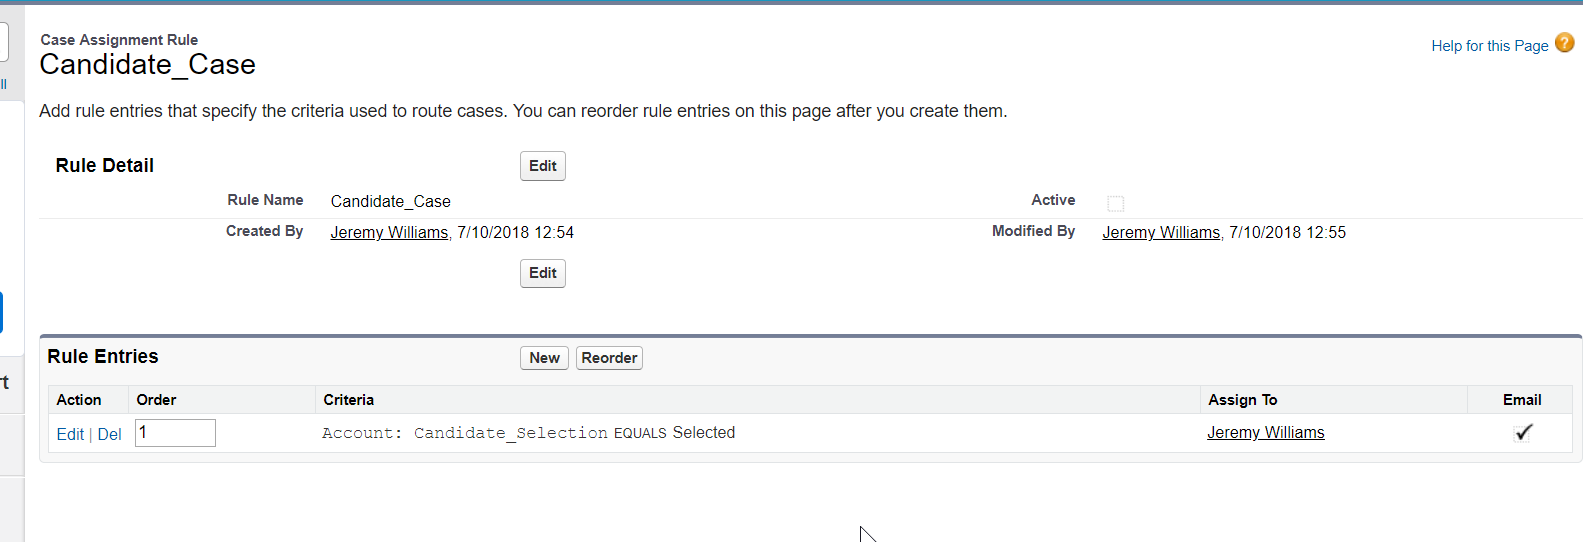 Case Assignment Rule
Candidate_Case
Help for this Page ?
ll
Add rule entries that specify the criteria used to route cases. You can reorder rule entries on this page after you create them.
Rule Detail
Edit
Rule Name Candidate_Case Active
Created By Jeremy Williams, 7/10/2018 12:54 Modified By Jeremy Williams, 7/10/2018 12:55
Edit
Rule Entries New Reorder
Action Order Criteria Assign To Email
Edit | Del 1 Account: Candidate_Selection EQUALS Selected Jeremy Williams